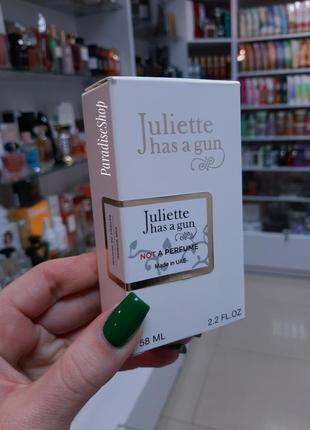 ParadiseShop
Juliette
has a gun
Juliette
has a gun
NOT A PERFUME
Made in UAE
58 ML
2.2 FL.OZ